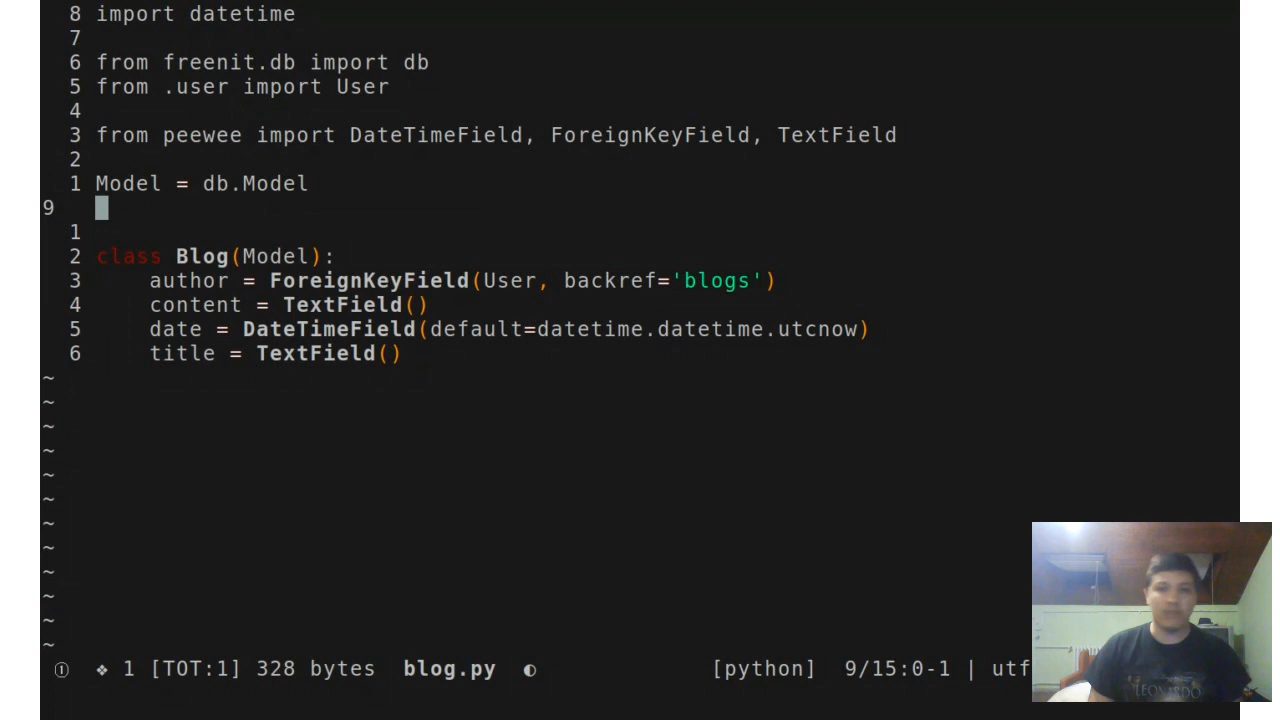 8 import datetime
7
6 from freenit.db import db
5 from .user import User
4
3 from peewee import DateTimeField, ForeignKeyField, TextField
2
1 Model = db.Model
9
1
2 class Blog(Model):
3     author = ForeignKeyField(User, backref='blogs')
4     content = TextField()
5     date = DateTimeField(default=datetime.datetime.utcnow)
6     title = TextField()
~
~
~
~
~
~
~
~
~
~
~
~
① ❖ 1 [TOT:1] 328 bytes blog.py ◐ [python] 9/15:0-1 | utf
LEONARDO